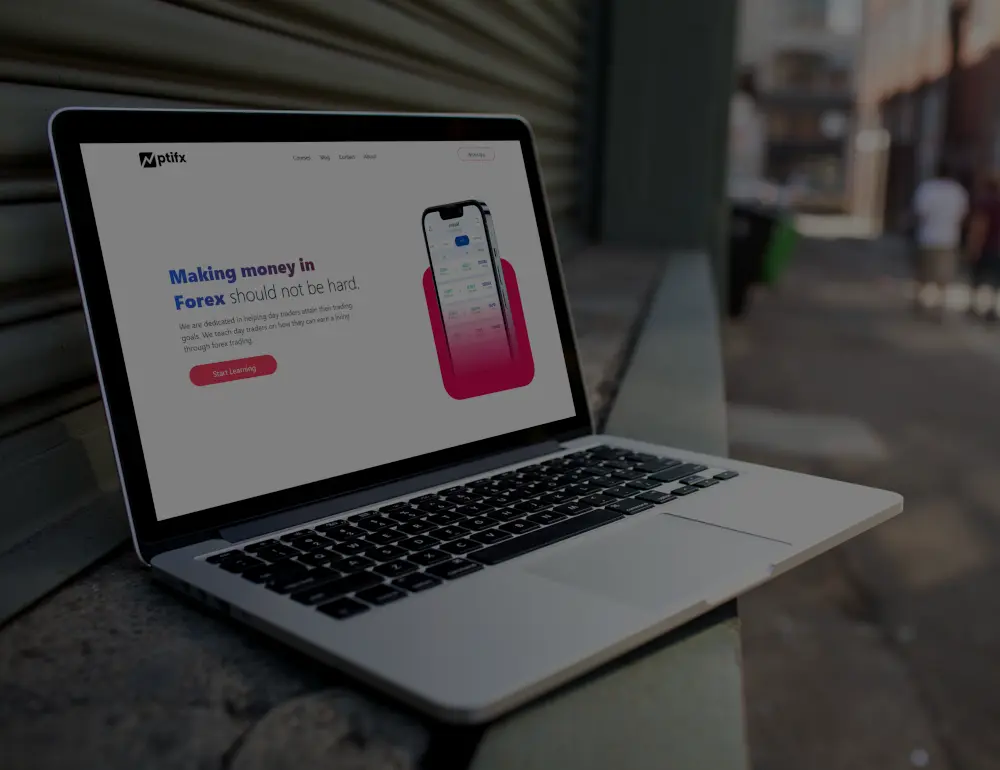 ptifx
Courses Blog Contact About
Making money in
Forex should not be hard.
We are dedicated in helping day traders attain their trading
goals. We teach day traders on how they can earn a living
through forex trading.
Start Learning